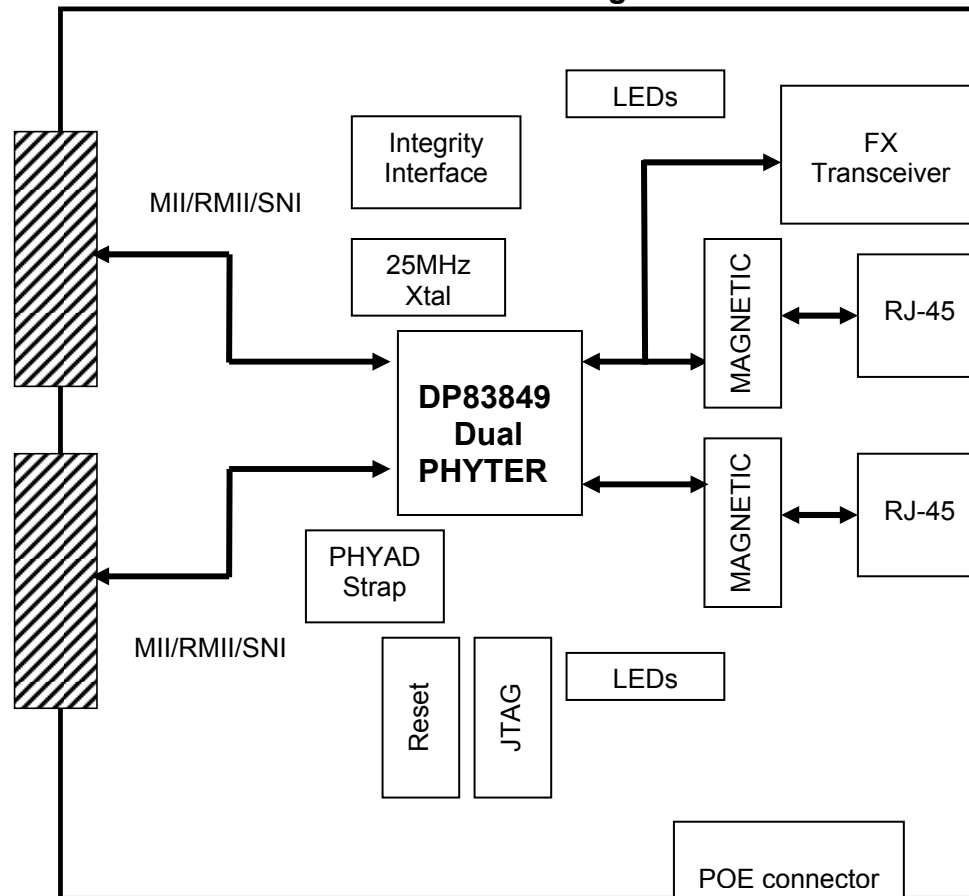 LEDs
FX
Transceiver
Integrity
Interface
MII/RMII/SNI
25MHz
Xtal
MAGNETIC
RJ-45
DP83849
Dual
PHYTER
MAGNETIC
RJ-45
PHYAD
Strap
MII/RMII/SNI
Reset
JTAG
LEDs
POE connector